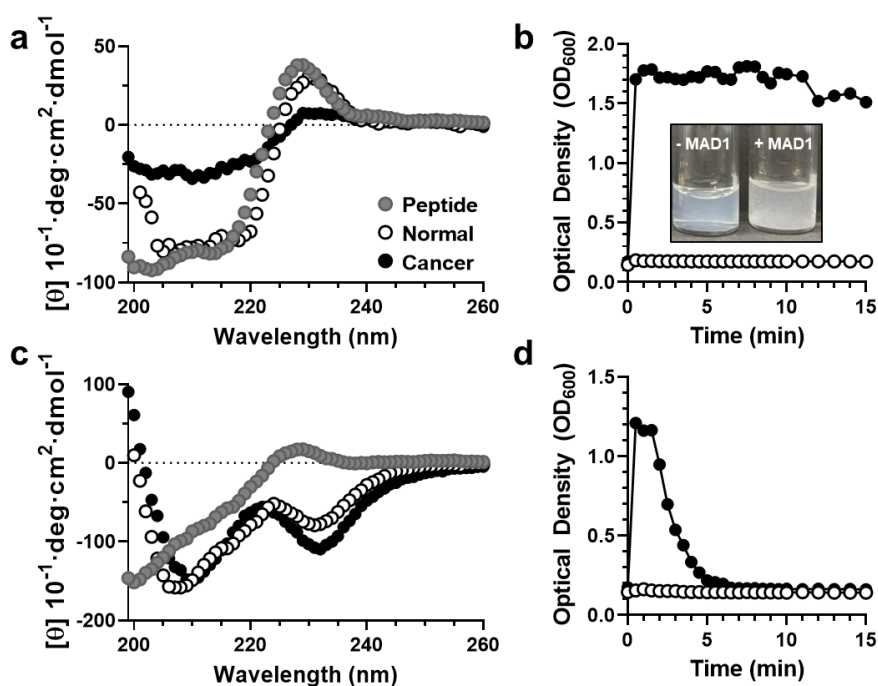 a
[θ] 10⁻¹·deg·cm²·dmol⁻¹
50
0
-50
-100
200 220 240 260
Wavelength (nm)
Peptide
Normal
Cancer
b
Optical Density (OD₆₀₀)
2.0
1.5
1.0
0.5
0.0
0 5 10 15
Time (min)
- MAD1 + MAD1
c
[θ] 10⁻¹·deg·cm²·dmol⁻¹
100
0
-100
-200
200 220 240 260
Wavelength (nm)
d
Optical Density (OD₆₀₀)
1.5
1.0
0.5
0.0
0 5 10 15
Time (min)